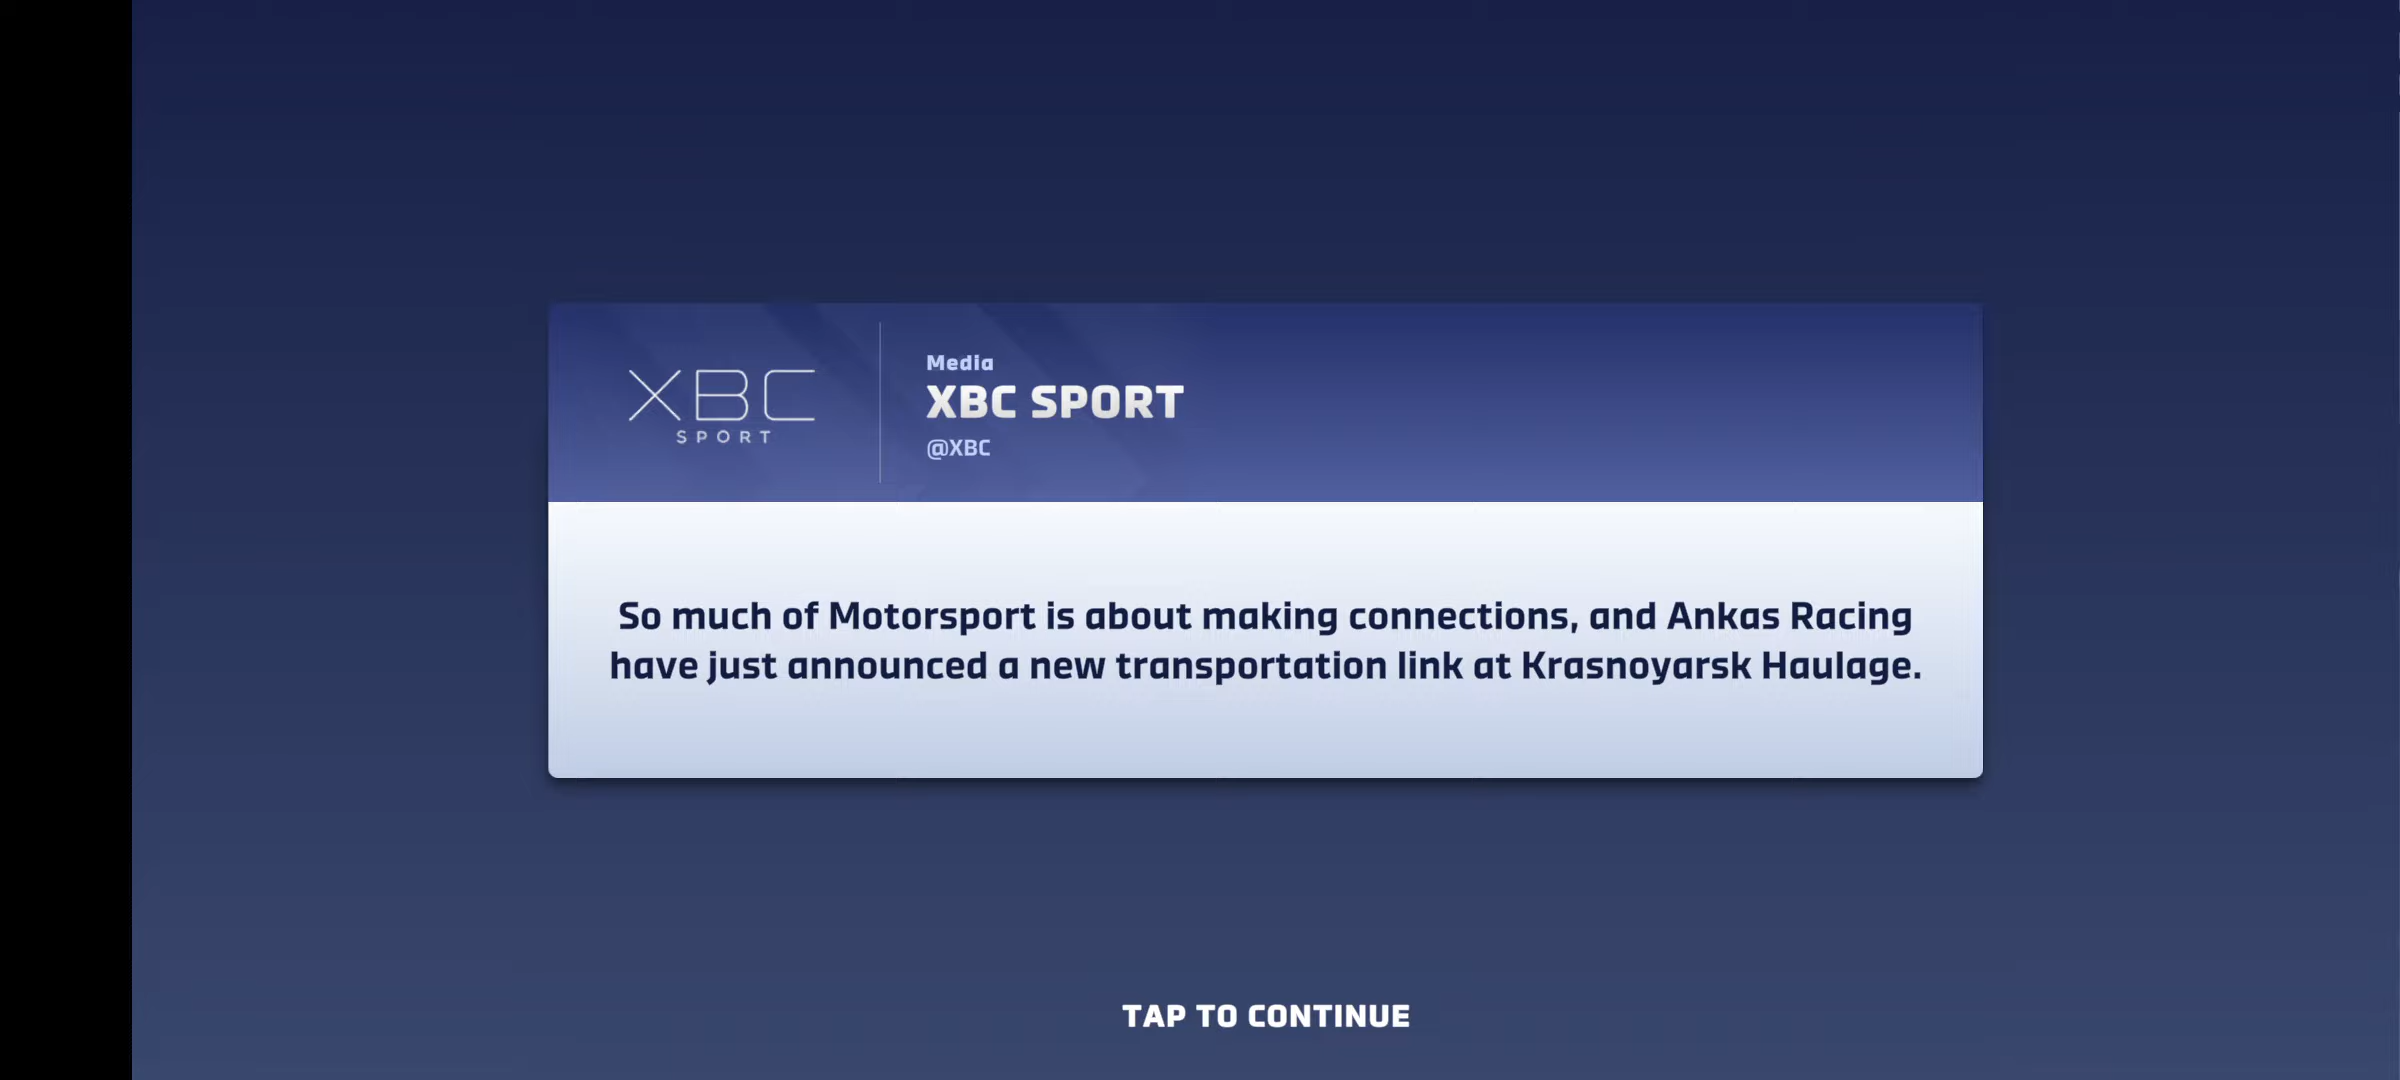 XBC
SPORT
Media
XBC SPORT
@XBC
So much of Motorsport is about making connections, and Ankas Racing
have just announced a new transportation link at Krasnoyarsk Haulage.
TAP TO CONTINUE